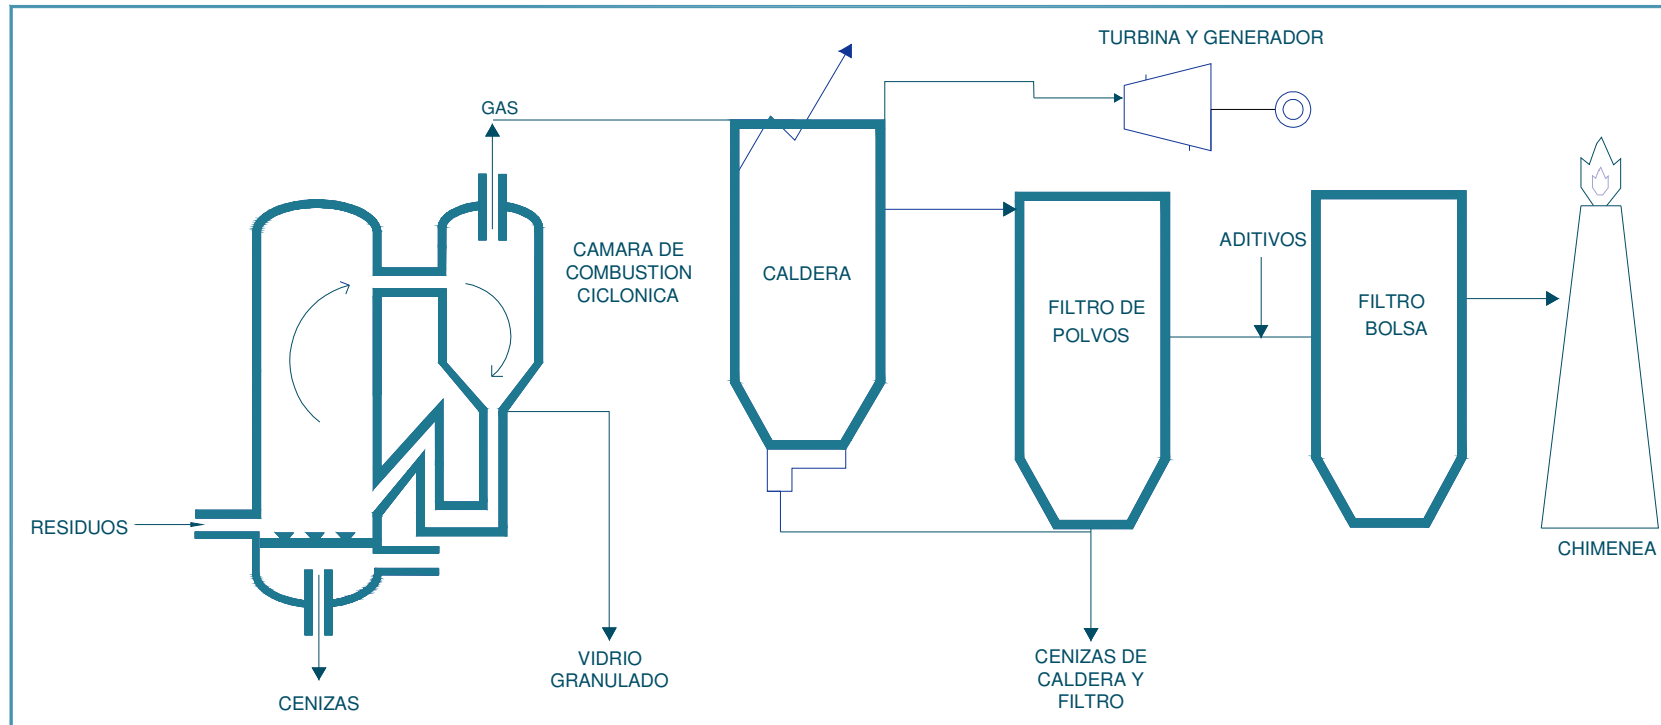 TURBINA Y GENERADOR
GAS
CAMARA DE
COMBUSTION
CICLONICA
CALDERA
FILTRO DE
POLVOS
ADITIVOS
FILTRO
BOLSA
RESIDUOS
CHIMENEA
VIDRIO
GRANULADO
CENIZAS
CENIZAS DE
CALDERA Y
FILTRO